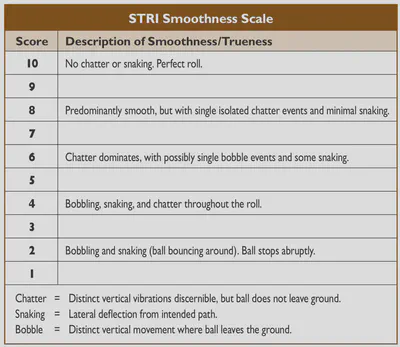 STRI Smoothness Scale
Score Description of Smoothness/Trueness
10 No chatter or snaking. Perfect roll.
9
8 Predominantly smooth, but with single isolated chatter events and minimal snaking.
7
6 Chatter dominates, with possibly single bobble events and some snaking.
5
4 Bobbling, snaking, and chatter throughout the roll.
3
2 Bobbling and snaking (ball bouncing around). Ball stops abruptly.
1
Chatter = Distinct vertical vibrations discernible, but ball does not leave ground.
Snaking = Lateral deflection from intended path.
Bobble = Distinct vertical movement where ball leaves the ground.